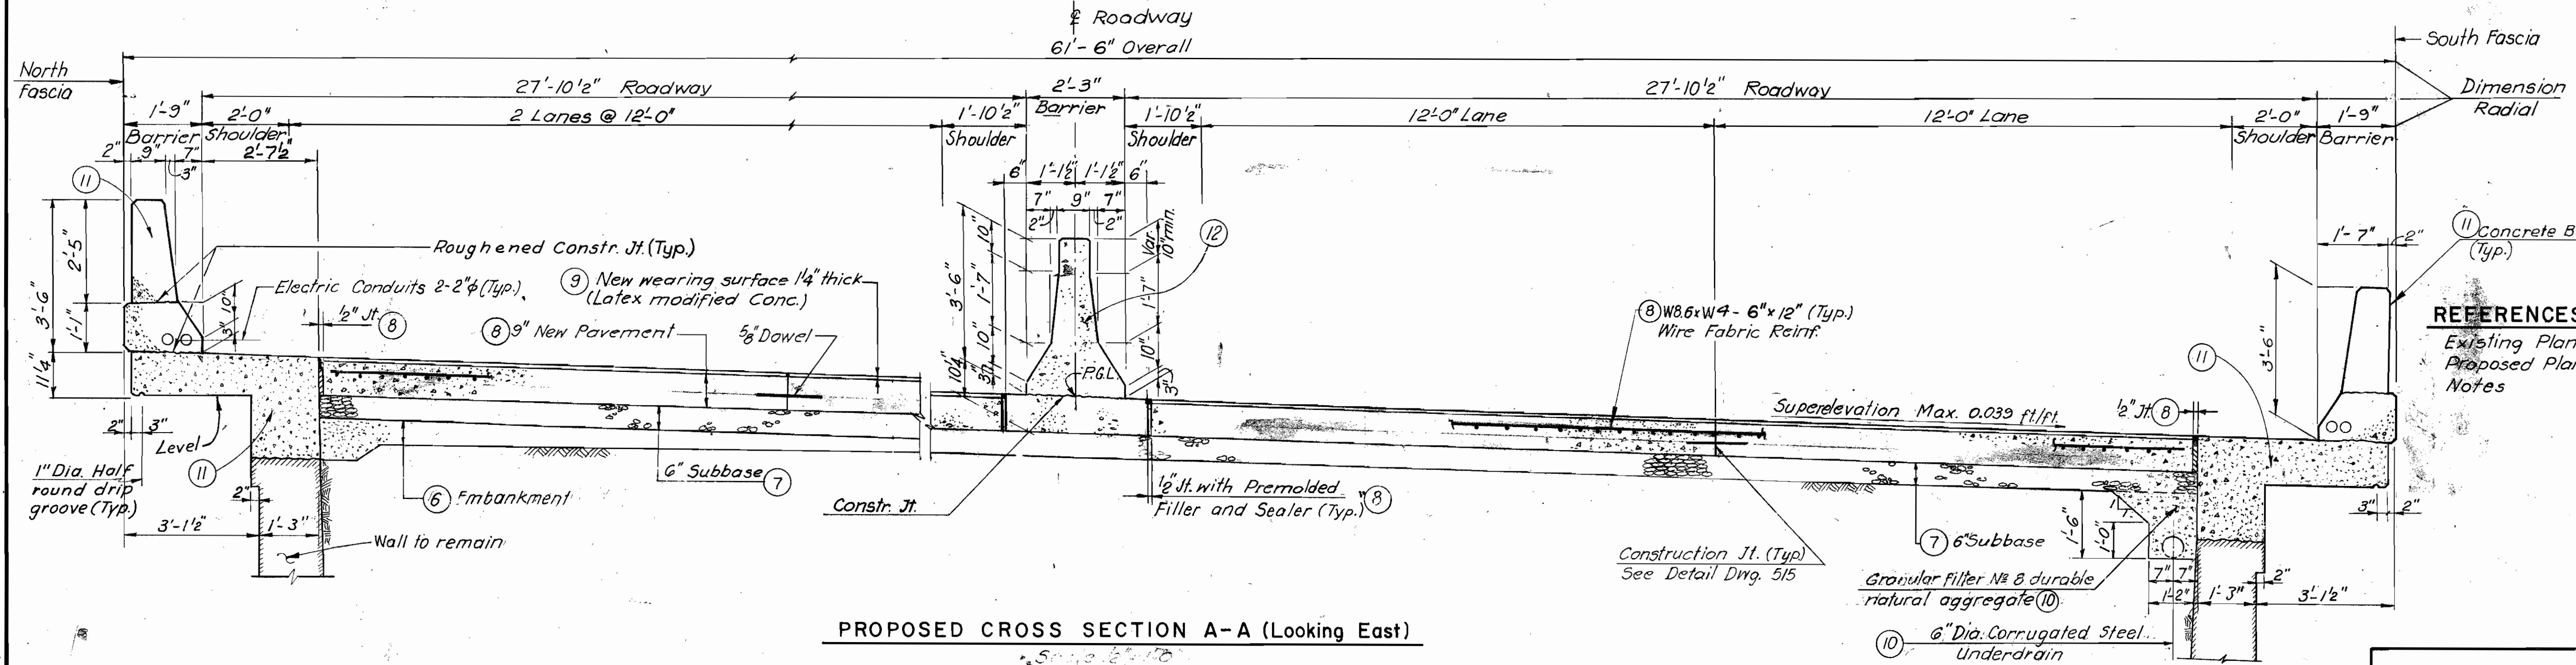 ℄ Roadway
61'-6" Overall
South Fascia
North
Fascia
27'-10½" Roadway
2'-3"
Barrier
27'-10½" Roadway
Dimension
Radial
1'-9"
Barrier
2'-0"
Shoulder
2 Lanes @ 12'-0"
1'-10½"
Shoulder
1'-10½"
Shoulder
12'-0" Lane
12'-0" Lane
2'-0"
Shoulder
1'-9"
Barrier
2"
9"
7"
3"
2'-7½"
6"
1'-1½"
1'-1½"
6"
7"
9"
7"
2"
2"
11
2'-5"
3'-6"
1'-1"
10"
3"
11¼"
Roughened Constr. Jt. (Typ.)
Electric Conduits 2-2"φ (Typ.)
9 New wearing surface 1¼" thick
(Latex modified Conc.)
½" Jt. 8
8 9" New Pavement
5/8" Dowel
3'-6"
10"
1'-7"
10"
3"
10¼"
Var.
10"min.
1'-7"
10"
3"
12
P.G.L.
8 W8.6xW4 - 6"x12" (Typ.)
Wire Fabric Reinf.
1'-7"
2"
11 Concrete B
(Typ.)
3'-6"
REFERENCES
Existing Plan
Proposed Plan
Notes
11
Superelevation Max. 0.039 ft/ft.
½" Jt. 8
2"
3"
Level
11
1" Dia. Half
round drip
groove (Typ.)
2"
3'-1½"
1'-3"
Wall to remain
6 Embankment
6" Subbase 7
Constr. Jt.
½" Jt. with Premolded
Filler and Sealer (Typ.) 8
Construction Jt. (Typ)
See Detail Dwg. 515
7 6" Subbase
1'-6"
1'-0"
1
1
Granular filter № 8 durable
natural aggregate 10
7"
7"
1'-2"
1'-3"
3'-1½"
2"
3"
2"
10 6" Dia. Corrugated Steel
Underdrain
PROPOSED CROSS SECTION A-A (Looking East)